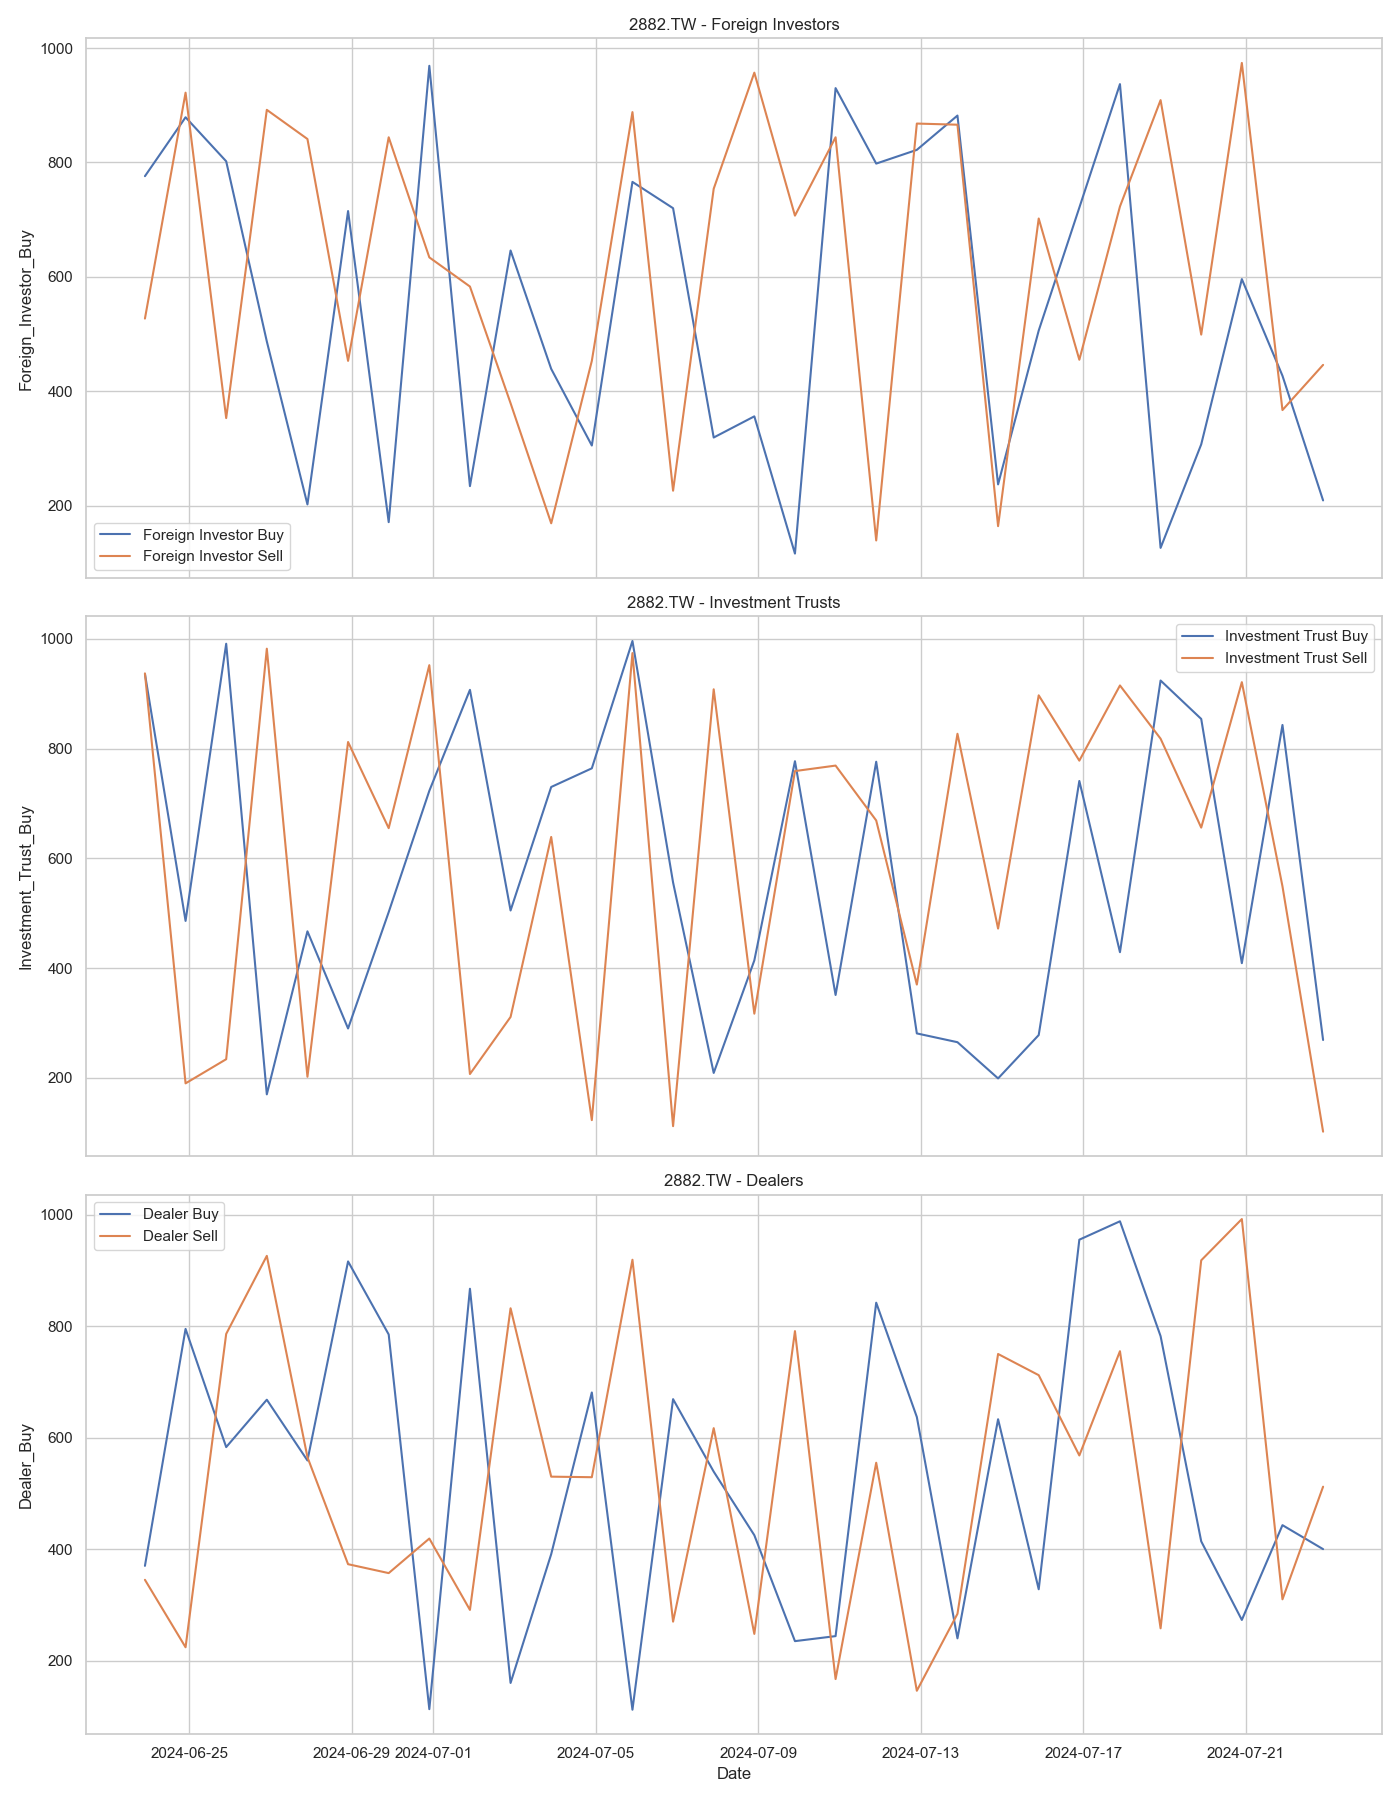 2882.TW - Foreign Investors
1000
800
600
400
200
Foreign_Investor_Buy
Foreign Investor Buy
Foreign Investor Sell
2882.TW - Investment Trusts
1000
800
600
400
200
Investment_Trust_Buy
Investment Trust Buy
Investment Trust Sell
2882.TW - Dealers
1000
800
600
400
200
Dealer_Buy
Dealer Buy
Dealer Sell
2024-06-25 2024-06-29 2024-07-01 2024-07-05 2024-07-09 2024-07-13 2024-07-17 2024-07-21
Date